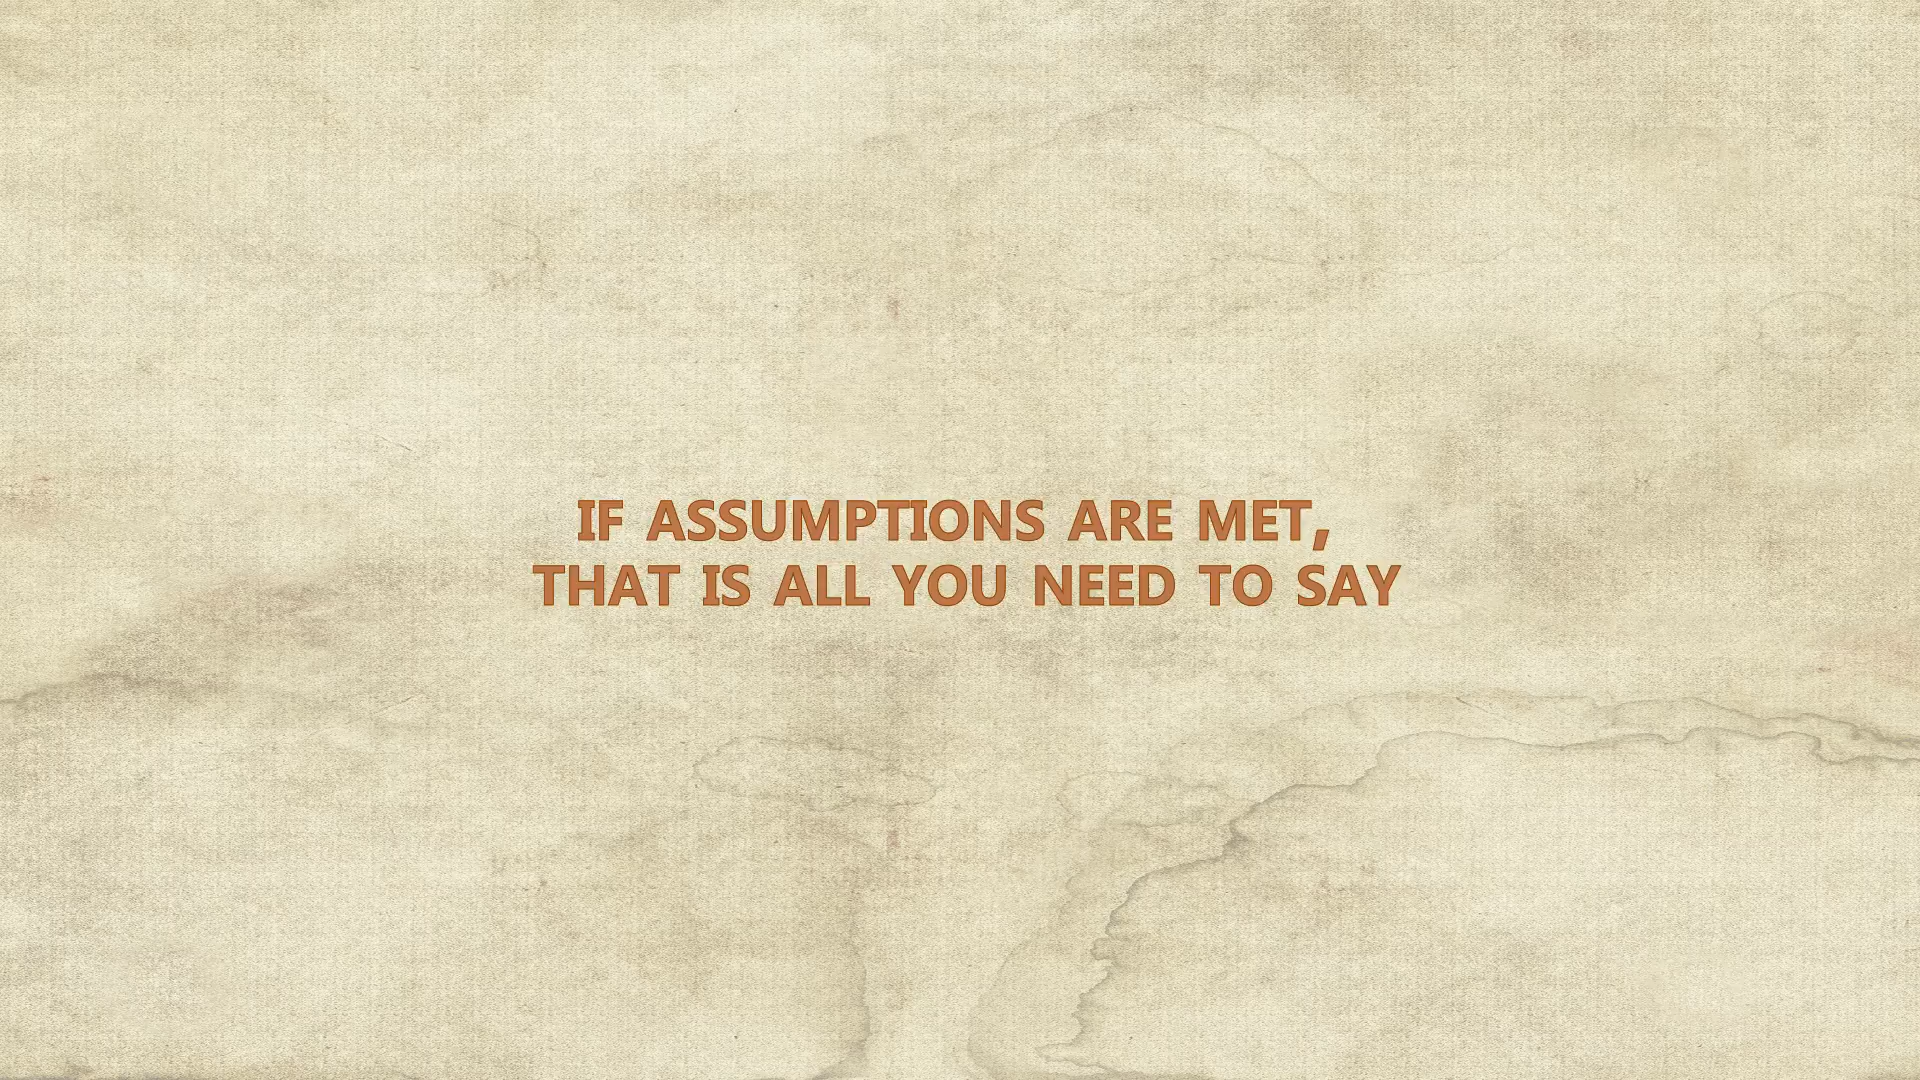 IF ASSUMPTIONS ARE MET,
THAT IS ALL YOU NEED TO SAY